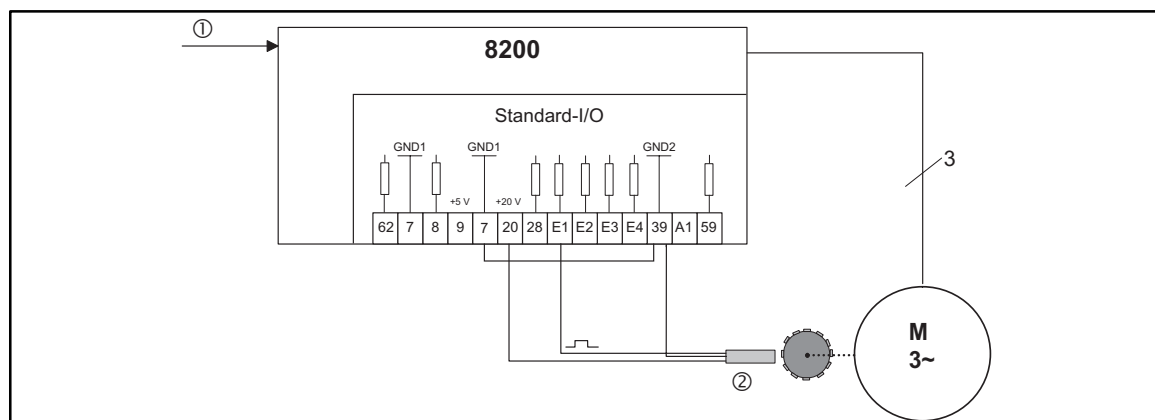 ①
8200
Standard-I/O
GND1 GND1 GND2
+5 V +20 V
62 7 8 9 7 20 28 E1 E2 E3 E4 39 A1 59
3
M
3~
②